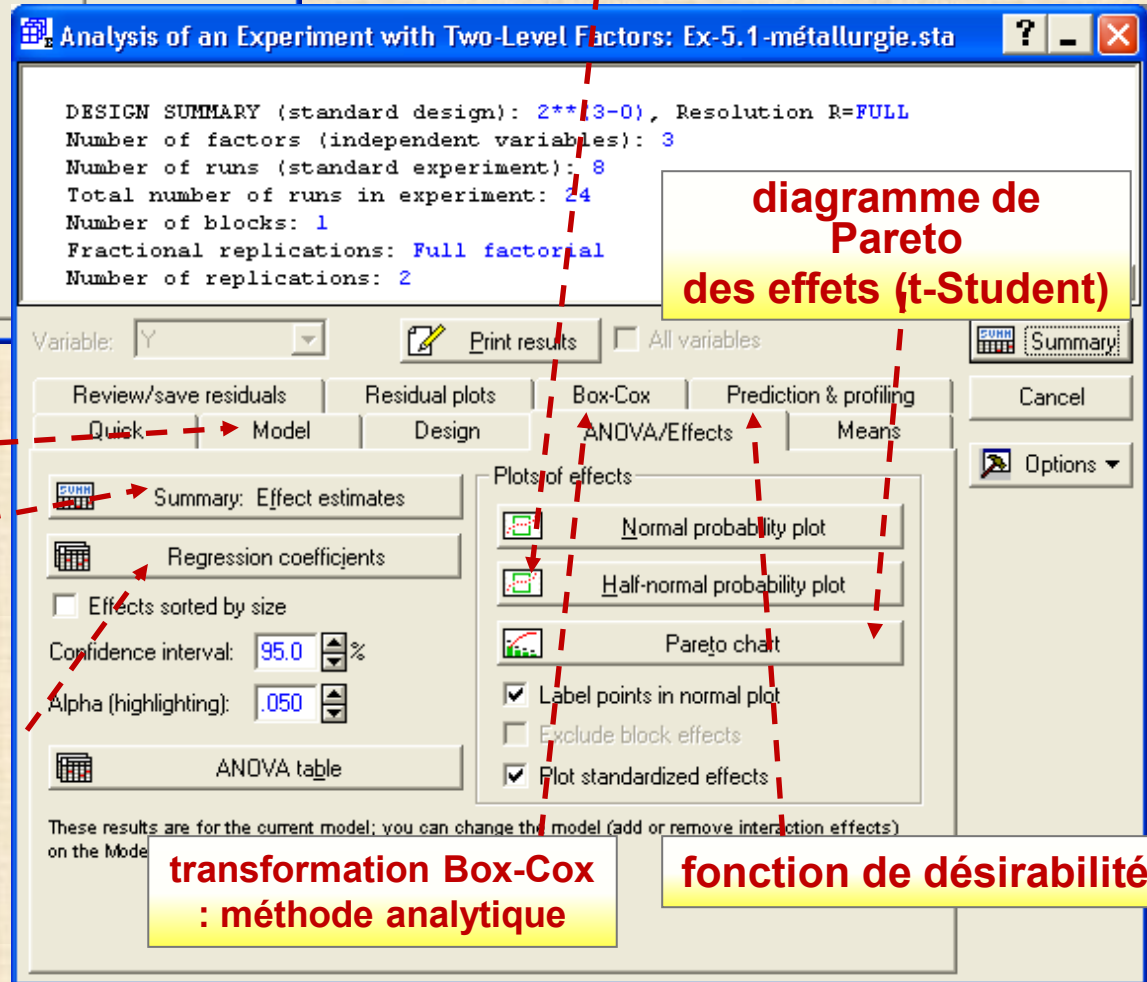 Analysis of an Experiment with Two-Level Factors: Ex-5.1-métallurgie.sta
DESIGN SUMMARY (standard design): 2**(3-0), Resolution R=FULL
Number of factors (independent variables): 3
Number of runs (standard experiment): 8
Total number of runs in experiment: 24
Number of blocks: 1
Fractional replications: Full factorial
Number of replications: 2
diagramme de
Pareto
des effets (t-Student)
Variable: Y
Print results
All variables
Summary
Review/save residuals
Residual plots
Box-Cox
Prediction & profiling
Cancel
Quick
Model
Design
ANOVA/Effects
Means
Options
Summary: Effect estimates
Regression coefficients
Effects sorted by size
Confidence interval: 95.0 %
Alpha (highlighting): .050
ANOVA table
Plots of effects
Normal probability plot
Half-normal probability plot
Pareto chart
Label points in normal plot
Exclude block effects
Plot standardized effects
These results are for the current model; you can change the model (add or remove interaction effects)
on the Mode
transformation Box-Cox
: méthode analytique
fonction de désirabilité